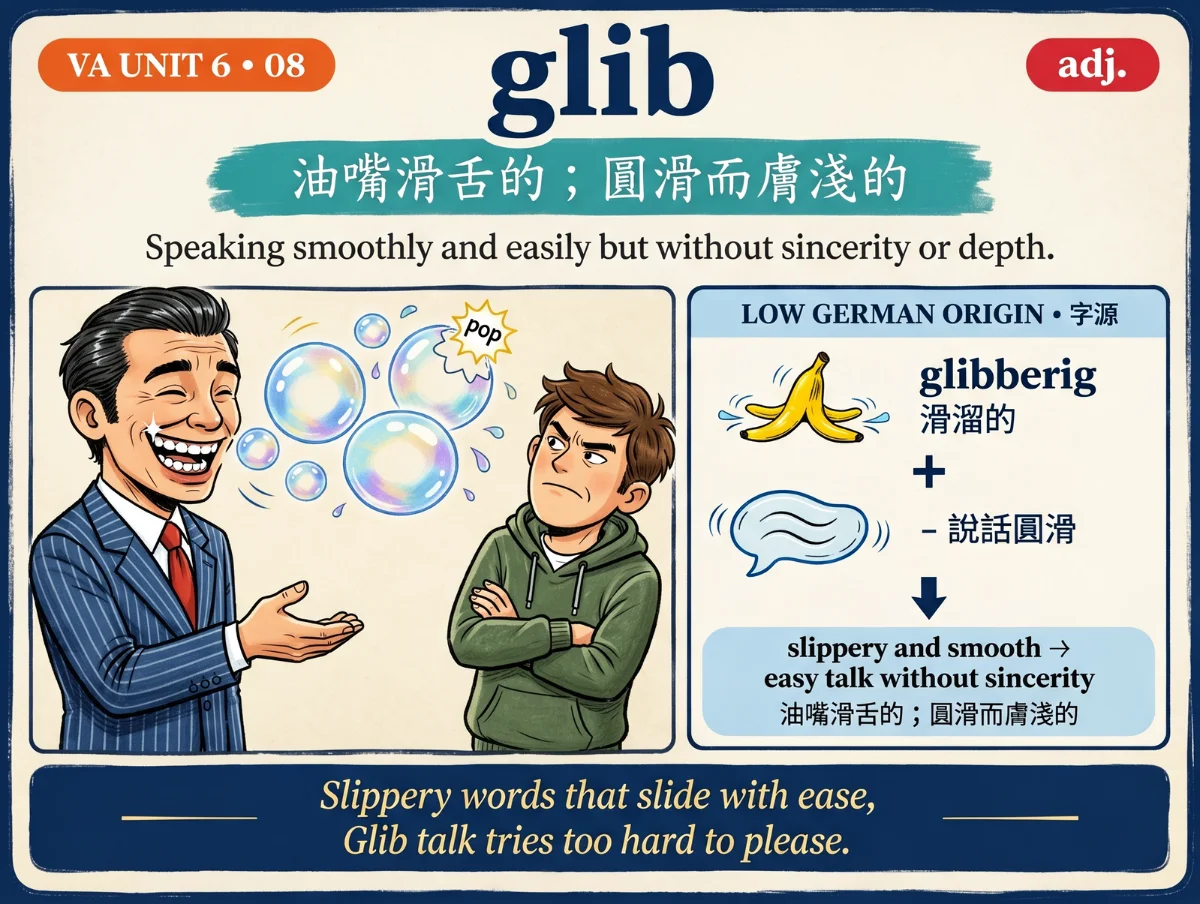 VA UNIT 6 • 08
glib
adj.
油嘴滑舌的；圓滑而膚淺的
Speaking smoothly and easily but without sincerity or depth.
pop
LOW GERMAN ORIGIN • 字源
glibberig
滑溜的
+
– 說話圓滑
slippery and smooth →
easy talk without sincerity
油嘴滑舌的；圓滑而膚淺的
Slippery words that slide with ease,
Glib talk tries too hard to please.